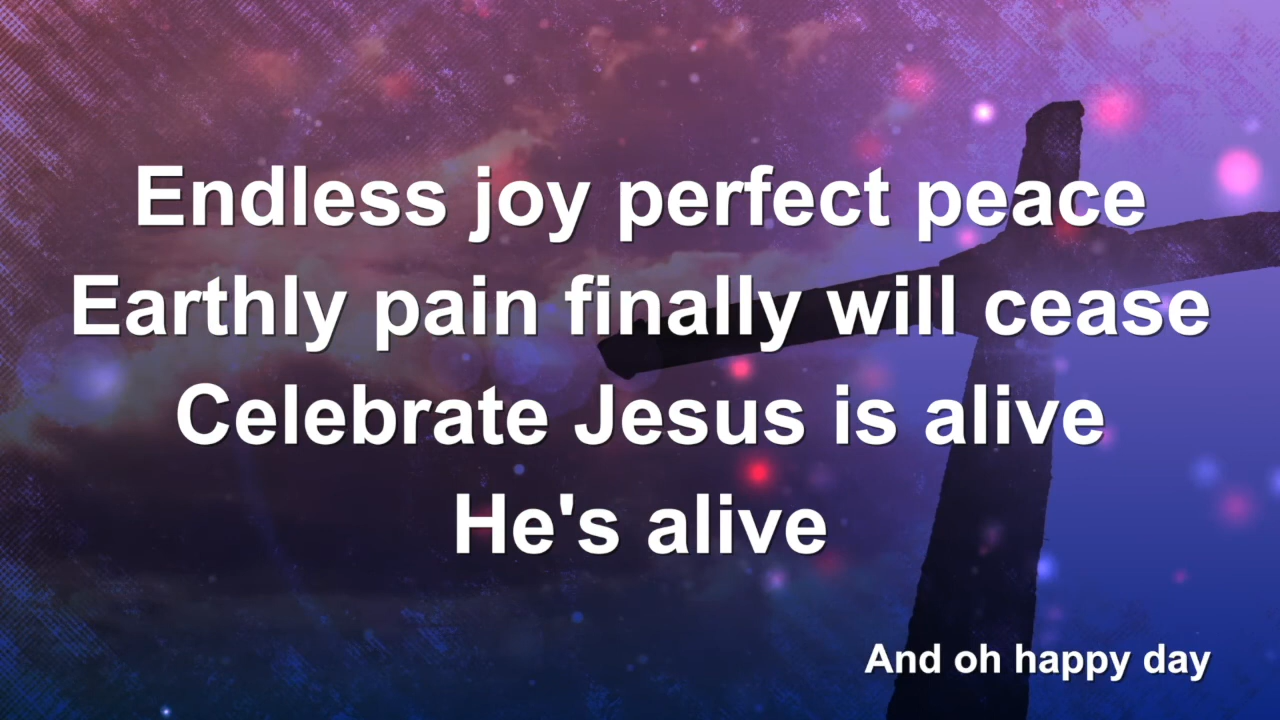 Endless joy perfect peace
Earthly pain finally will cease
Celebrate Jesus is alive
He's alive
And oh happy day